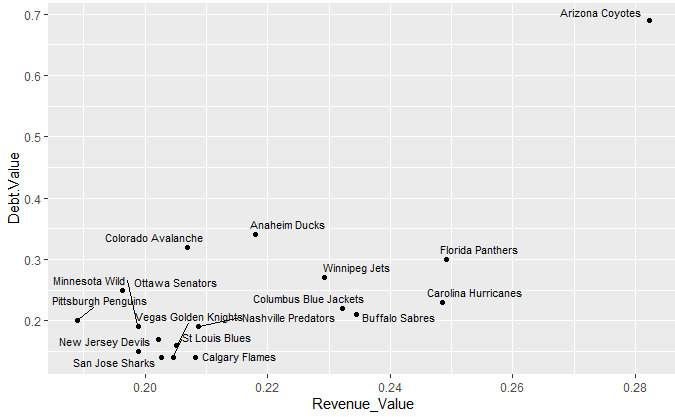 0.7
Arizona Coyotes
0.6
0.5
0.4
Debt.Value
Anaheim Ducks
Colorado Avalanche
0.3
Florida Panthers
Winnipeg Jets
Minnesota Wild
Ottawa Senators
Carolina Hurricanes
Pittsburgh Penguins
Columbus Blue Jackets
0.2
Vegas Golden Knights
Nashville Predators
Buffalo Sabres
New Jersey Devils
St Louis Blues
San Jose Sharks
Calgary Flames
0.20 0.22 0.24 0.26 0.28
Revenue_Value